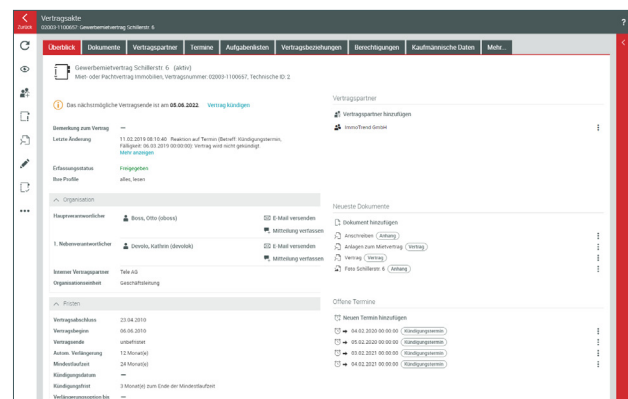 Zurück
Vertragsakte
02003-1100657 Gewerbemietvertrag Schillerstr. 6
?
Überblick
Dokumente
Vertragspartner
Termine
Aufgabenlisten
Vertragsbeziehungen
Berechtigungen
Kaufmännische Daten
Mehr...
Gewerbemietvertrag Schillerstr. 6 (aktiv)
Miet- oder Pachtvertrag Immobilien, Vertragsnummer: 02003-1100657, Technische ID: 2
Das nächstmögliche Vertragsende ist am 05.06.2022. Vertrag kündigen
Bemerkung zum Vertrag —
Letzte Änderung 11.02.2019 08:10:40 Reaktion auf Termin (Betreff: Kündigungstermin,
Fälligzeit: 06.03.2019 00:00:00): Vertrag wird nicht gekündigt
Mehr anzeigen
Erfassungsstatus Freigegeben
Ihre Profile alles, lesen
Organisation
Hauptverantwortlicher Boss, Otto (oboss) E-Mail versenden
Mitteilung verfassen
1. Nebenverantwortlicher Devolo, Kathrin (devolok) E-Mail versenden
Mitteilung verfassen
Interner Vertragspartner Tele AG
Organisationseinheit Geschäftsleitung
Fristen
Vertragsabschluss 23.04.2010
Vertragsbeginn 06.06.2010
Vertragsende unbefristet
Autom. Verlängerung 12 Monat(e)
Mindestlaufzeit 24 Monat(e)
Kündigungsdatum —
Kündigungsfrist 3 Monat(e) zum Ende der Mindestlaufzeit
Verlängerungsoption bis —
Vertragspartner
Vertragspartner hinzufügen
ImmoTrend GmbH
Neueste Dokumente
Dokument hinzufügen
Anschreiben Anhang
Anlagen zum Mietvertrag Vertrag
Vertrag Vertrag
Foto Schillerstr. 6 Anhang
Offene Termine
Neuen Termin hinzufügen
04.02.2020 00:00:00 Kündigungstermin
05.02.2020 00:00:00 Kündigungstermin
03.02.2021 00:00:00 Kündigungstermin
04.02.2021 00:00:00 Kündigungstermin